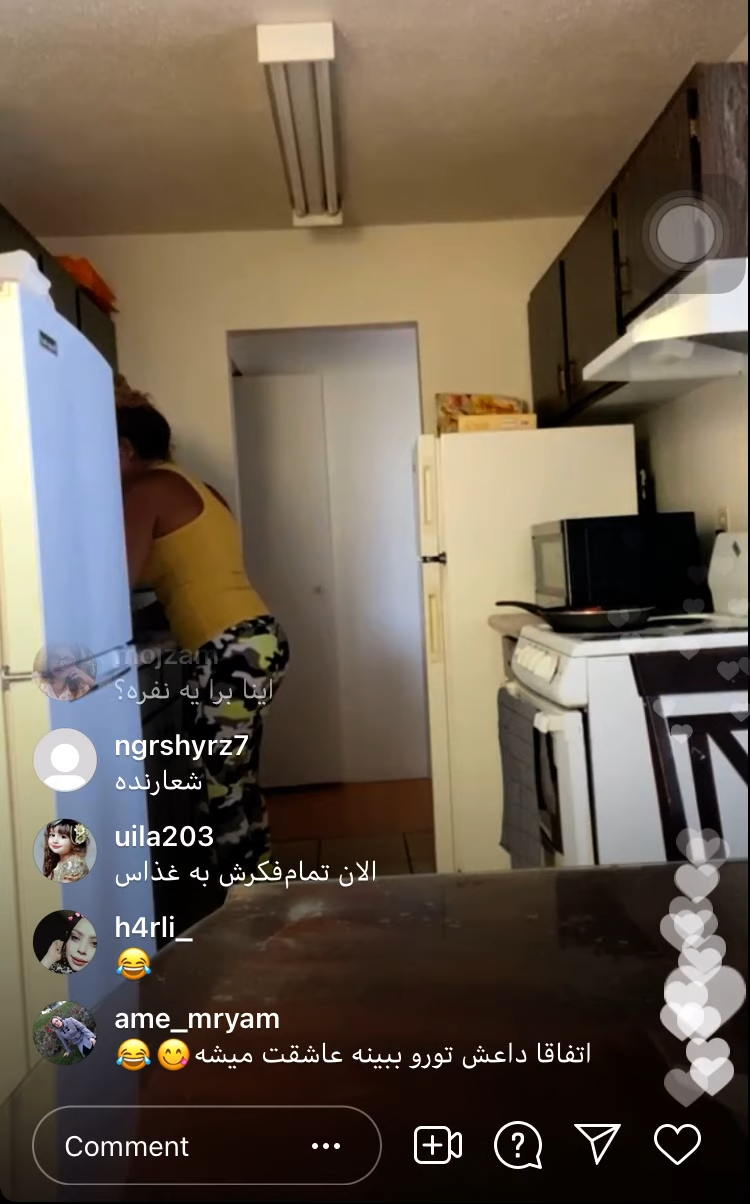 mojzam
اینا برا یه نفره؟
ngrshyrz7
شعارنده
uila203
الان تمام‌فکرش به غذاس
h4rli_
😂
ame_mryam
اتفاقا داعش تورو ببینه عاشقت میشه😋😂
Comment